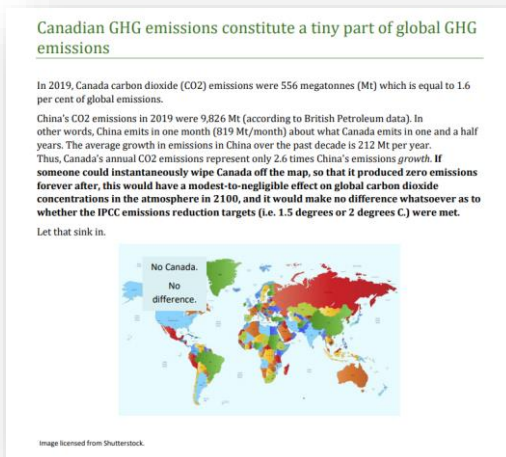 Canadian GHG emissions constitute a tiny part of global GHG
emissions
In 2019, Canada carbon dioxide (CO2) emissions were 556 megatonnes (Mt) which is equal to 1.6
per cent of global emissions.
China's CO2 emissions in 2019 were 9,826 Mt (according to British Petroleum data). In
other words, China emits in one month (819 Mt/month) about what Canada emits in one and a half
years. The average growth in emissions in China over the past decade is 212 Mt per year.
Thus, Canada's annual CO2 emissions represent only 2.6 times China's emissions growth. If
someone could instantaneously wipe Canada off the map, so that it produced zero emissions
forever after, this would have a modest-to-negligible effect on global carbon dioxide
concentrations in the atmosphere in 2100, and it would make no difference whatsoever as to
whether the IPCC emissions reduction targets (i.e. 1.5 degrees or 2 degrees C.) were met.
Let that sink in.
No Canada.
No
difference.
Image licensed from Shutterstock.